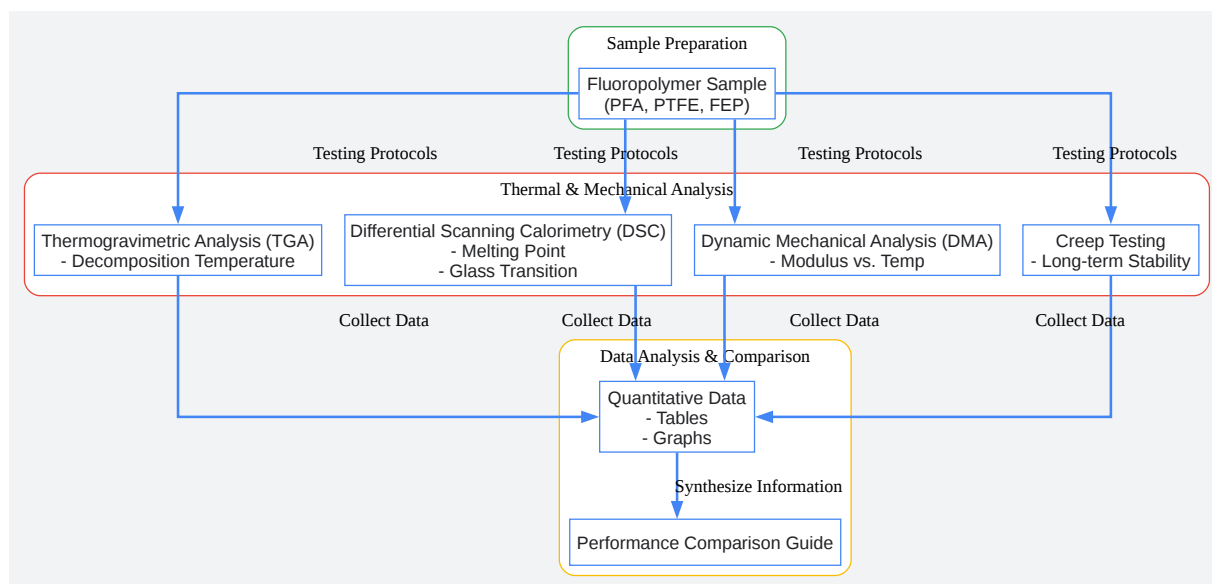 Sample Preparation
Fluoropolymer Sample
(PFA, PTFE, FEP)
Testing Protocols
Testing Protocols
Testing Protocols
Testing Protocols
Thermal & Mechanical Analysis
Thermogravimetric Analysis (TGA)
- Decomposition Temperature
Differential Scanning Calorimetry (DSC)
- Melting Point
- Glass Transition
Dynamic Mechanical Analysis (DMA)
- Modulus vs. Temp
Creep Testing
- Long-term Stability
Collect Data
Collect Data
Collect Data
Collect Data
Data Analysis & Comparison
Quantitative Data
- Tables
- Graphs
Synthesize Information
Performance Comparison Guide